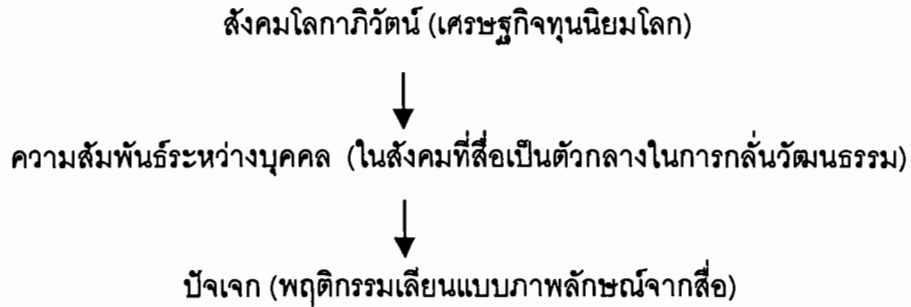 สังคมโลกาภิวัตน์ (เศรษฐกิจทุนนิยมโลก)
ความสัมพันธ์ระหว่างบุคคล (ในสังคมที่สื่อเป็นตัวกลางในการกลั่นวัฒนธรรม)
ปัจเจก (พฤติกรรมเลียนแบบภาพลักษณ์จากสื่อ)